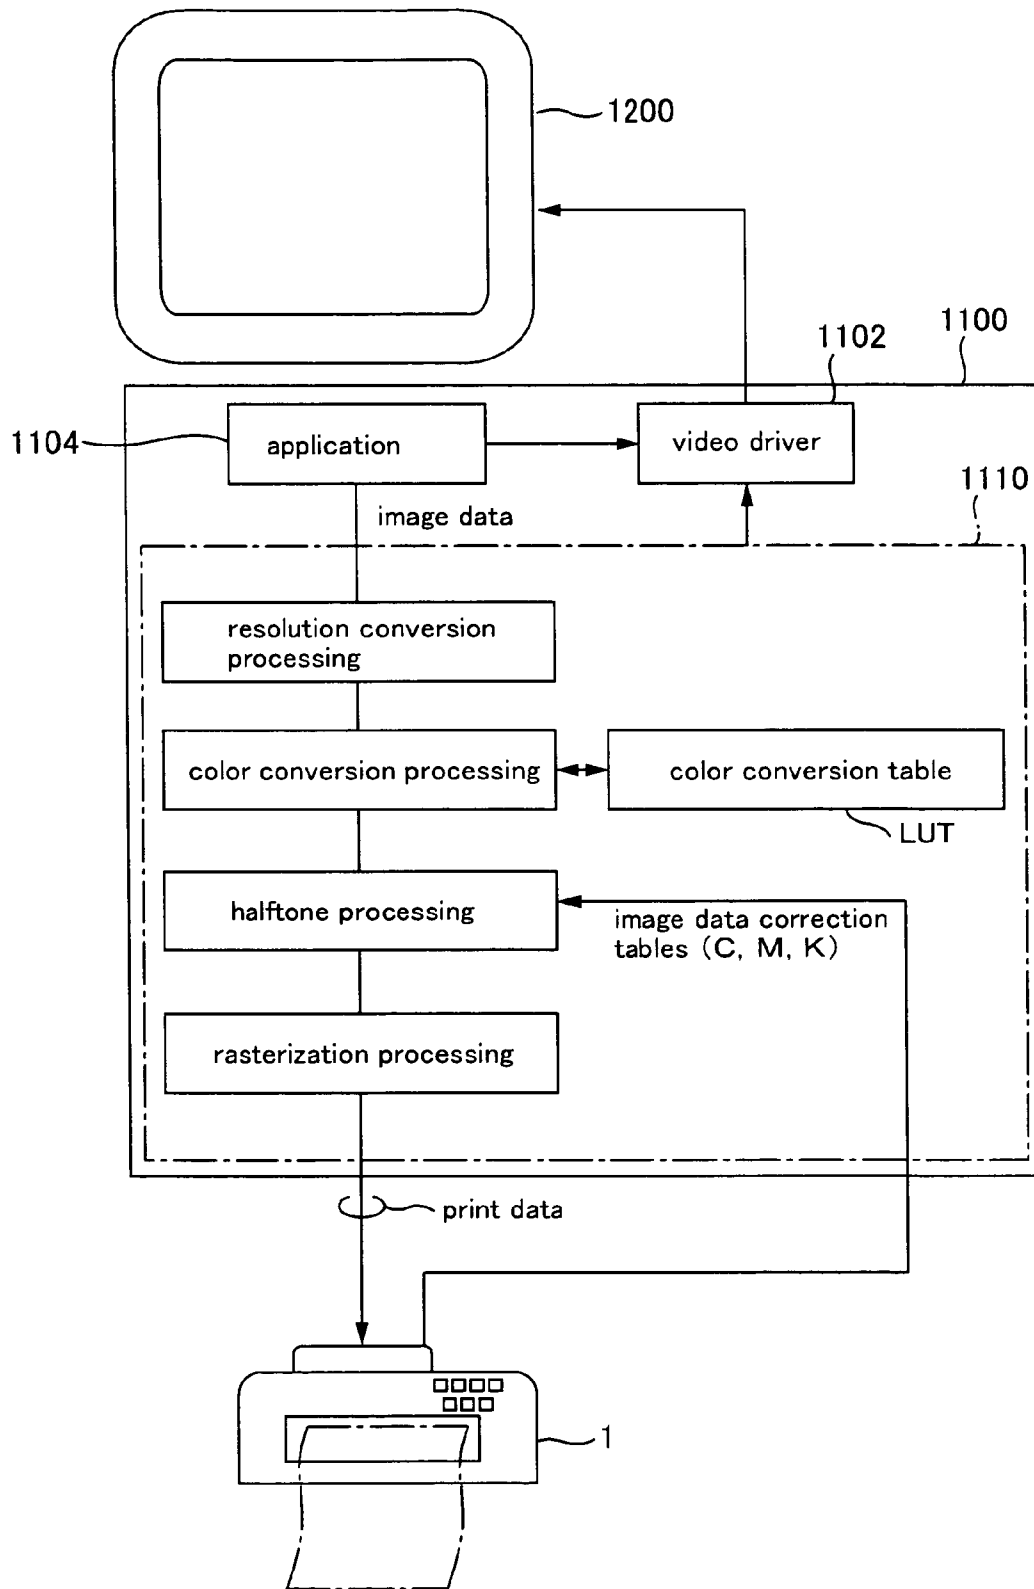 1200
1100
1102
1104
application
video driver
1110
image data
resolution conversion
processing
color conversion processing
color conversion table
LUT
halftone processing
image data correction
tables (C, M, K)
rasterization processing
print data
1